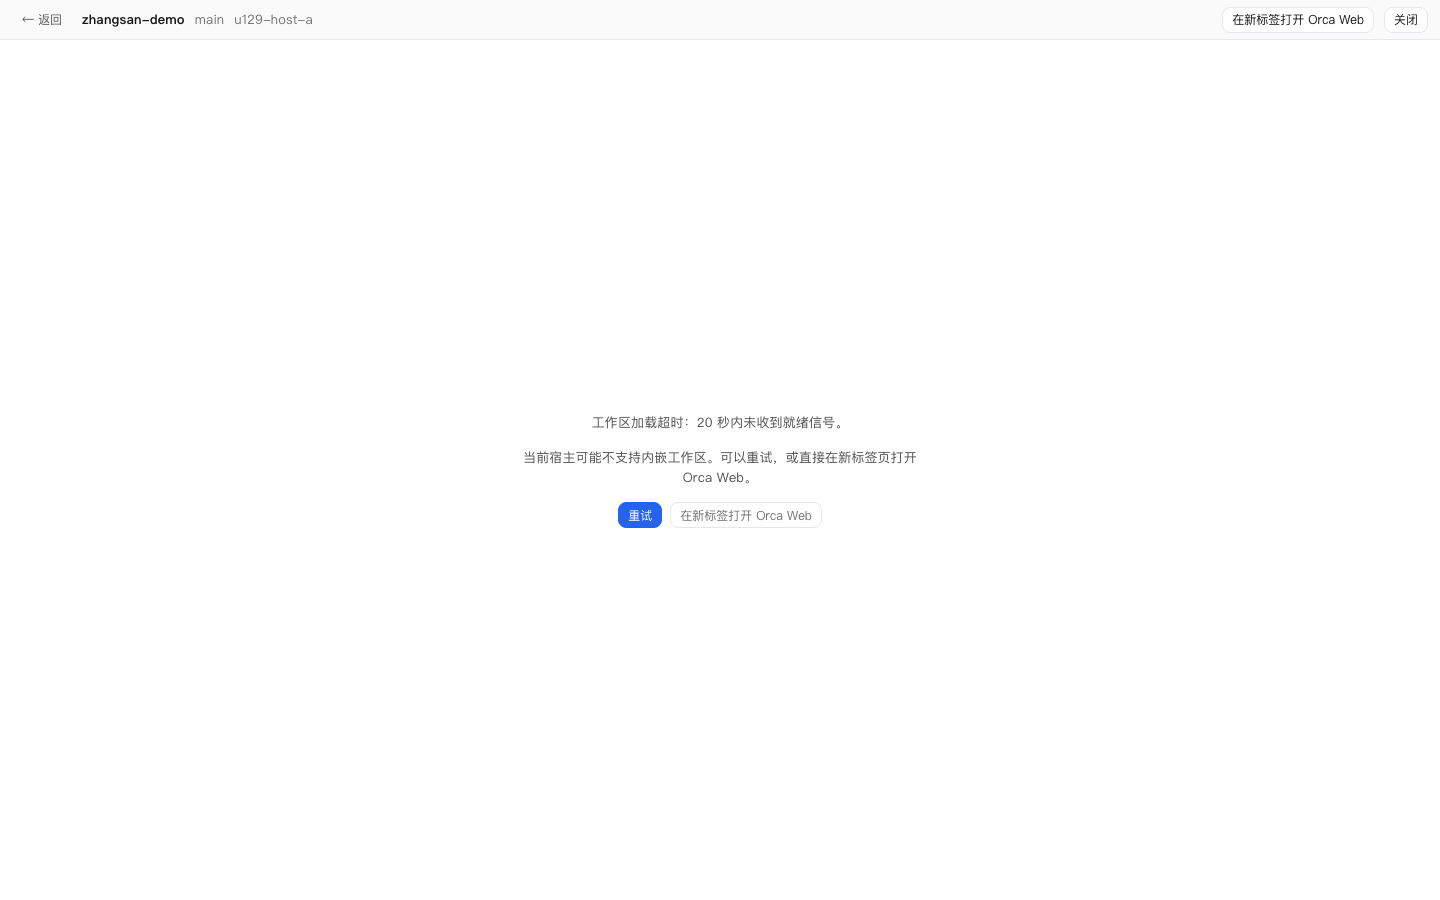 ← 返回 zhangsan-demo main u129-host-a 在新标签打开 Orca Web 关闭
工作区加载超时：20 秒内未收到就绪信号。
当前宿主可能不支持内嵌工作区。可以重试，或直接在新标签页打开
Orca Web。
重试 在新标签打开 Orca Web